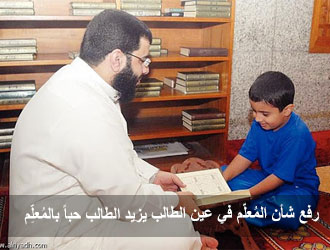 رفع شأن المُعلّم في عين الطالب يزيد الطالب حباً بالمُعلّم